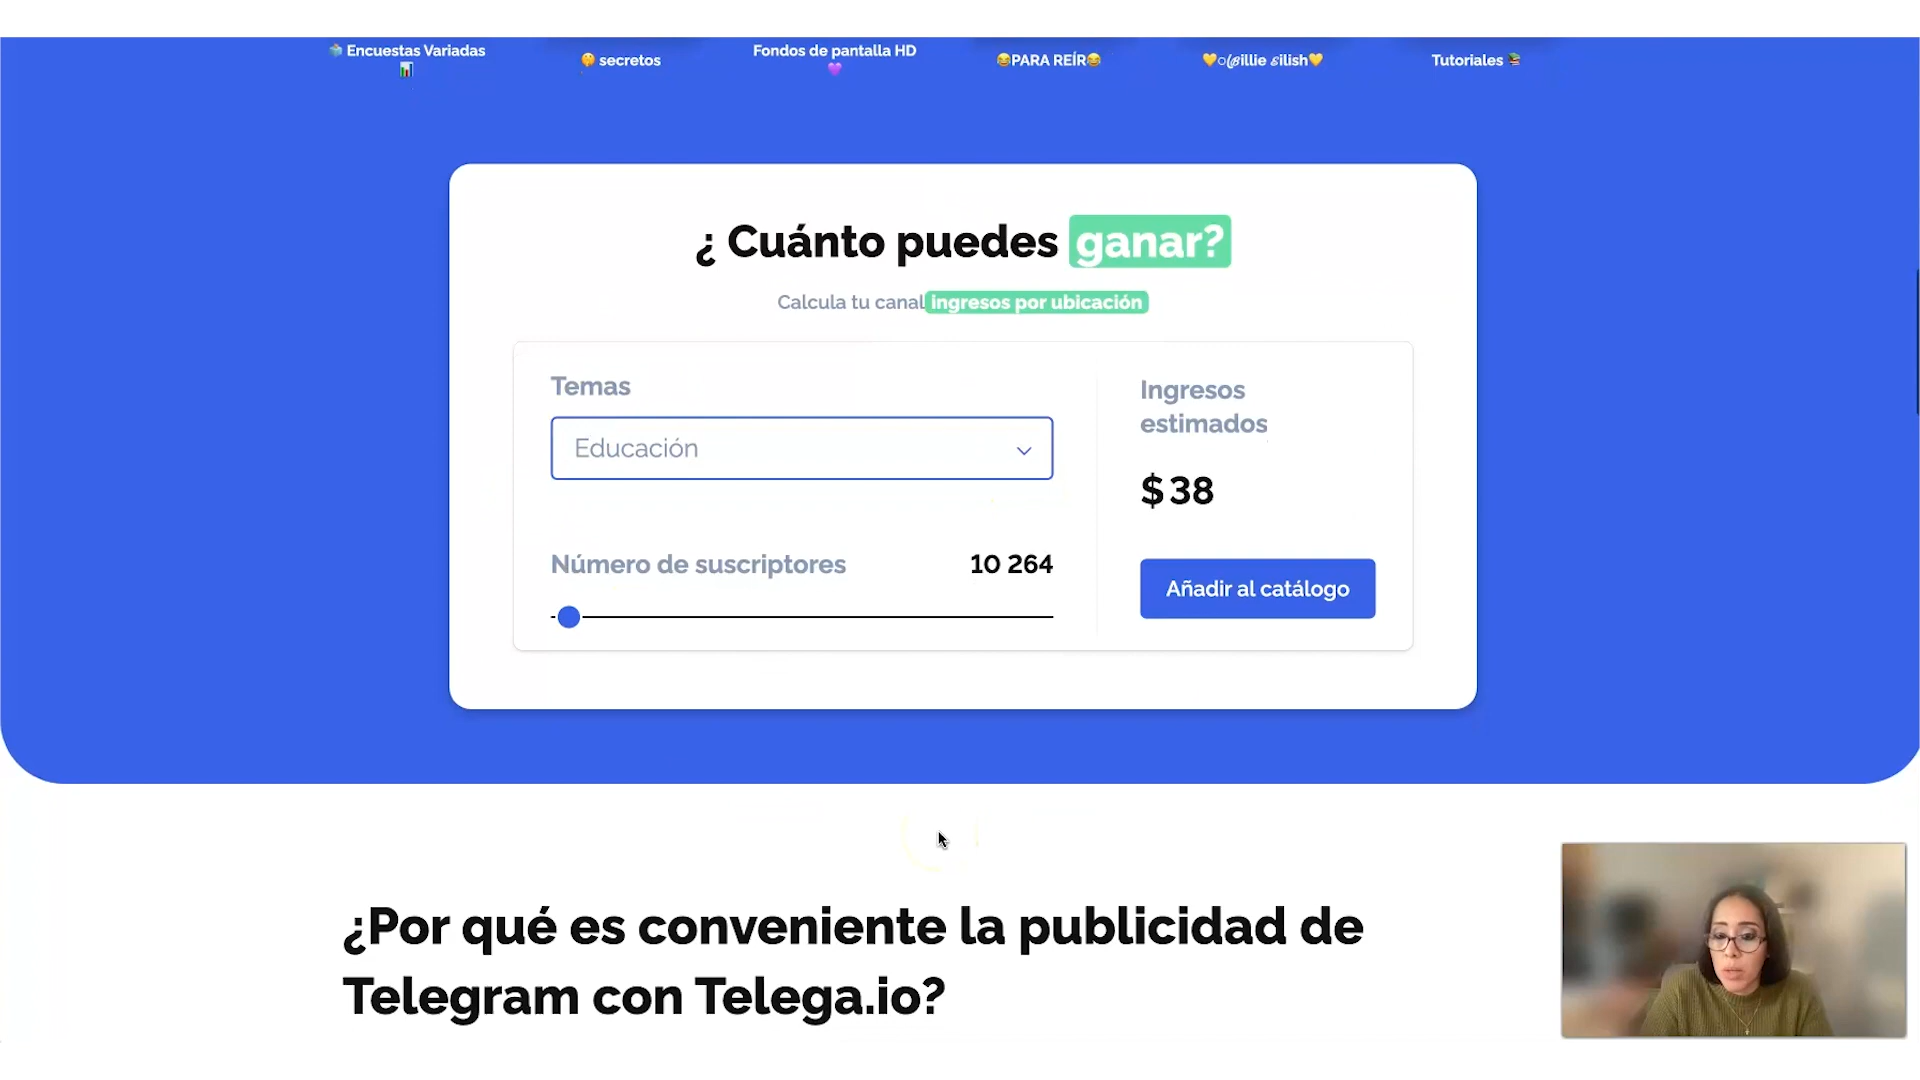 🗳️ Encuestas Variadas
📊
🤫 secretos
Fondos de pantalla HD
💜
😂PARA REÍR😂
💛○(ℬillie ℰilish💛
Tutoriales 📚
¿ Cuánto puedes ganar?
Calcula tu canal ingresos por ubicación
Temas
Educación
Número de suscriptores
10 264
Ingresos
estimados
$ 38
Añadir al catálogo
¿Por qué es conveniente la publicidad de
Telegram con Telega.io?